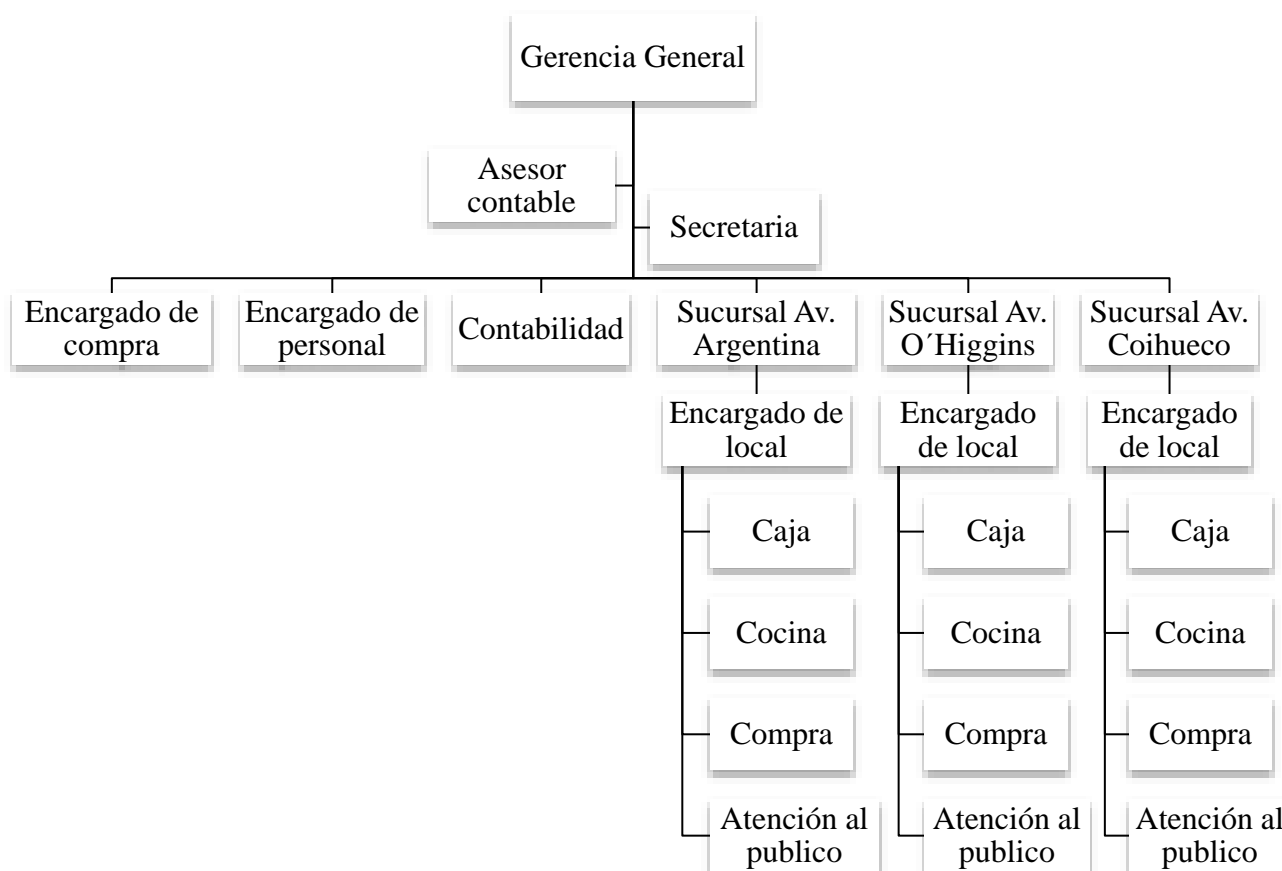 Gerencia General
Asesor
contable
Secretaria
Encargado de
compra
Encargado de
personal
Contabilidad
Sucursal Av.
Argentina
Sucursal Av.
O´Higgins
Sucursal Av.
Coihueco
Encargado de
local
Encargado
de local
Encargado
de local
Caja
Caja
Caja
Cocina
Cocina
Cocina
Compra
Compra
Compra
Atención al
publico
Atención al
publico
Atención al
publico